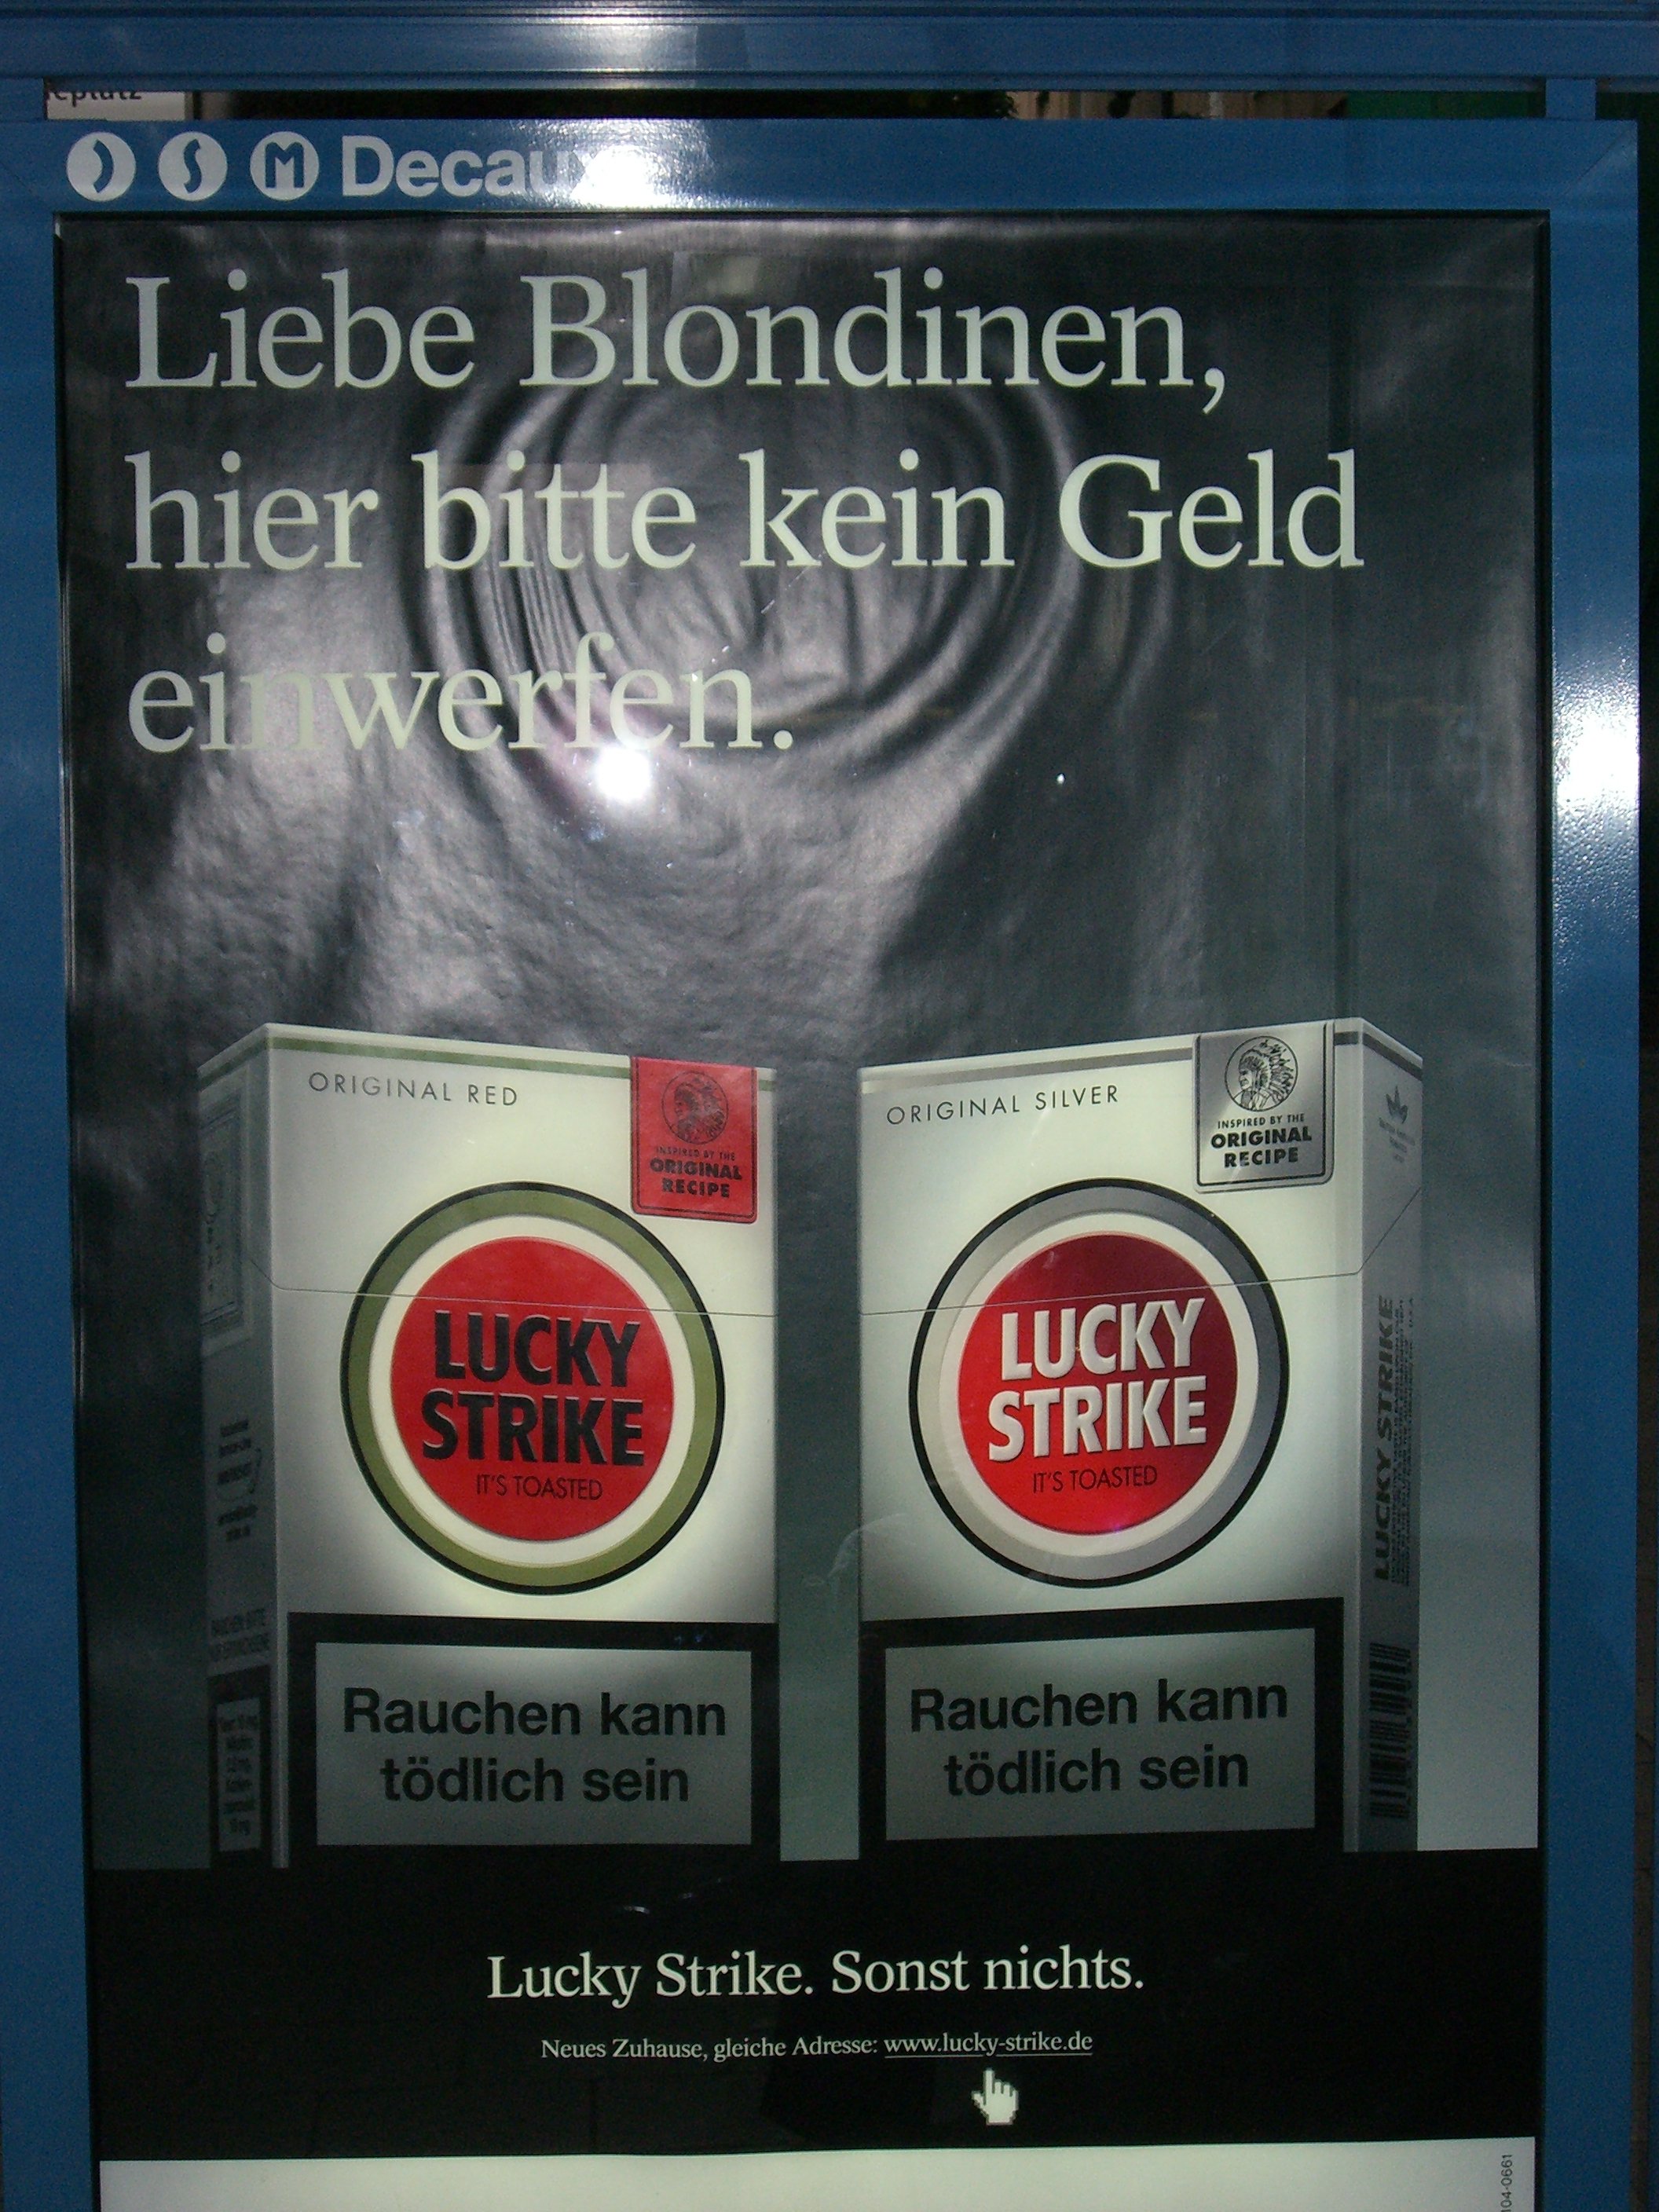 Decaux
Liebe Blondinen,
hier bitte kein Geld
einwerfen.
ORIGINAL RED
INSPIRED BY THE
ORIGINAL
RECIPE
LUCKY
STRIKE
IT'S TOASTED
Rauchen kann
tödlich sein
ORIGINAL SILVER
INSPIRED BY THE
ORIGINAL
RECIPE
LUCKY
STRIKE
IT'S TOASTED
Rauchen kann
tödlich sein
LUCKY STRIKE
Lucky Strike. Sonst nichts.
Neues Zuhause, gleiche Adresse: www.lucky-strike.de
104-0661